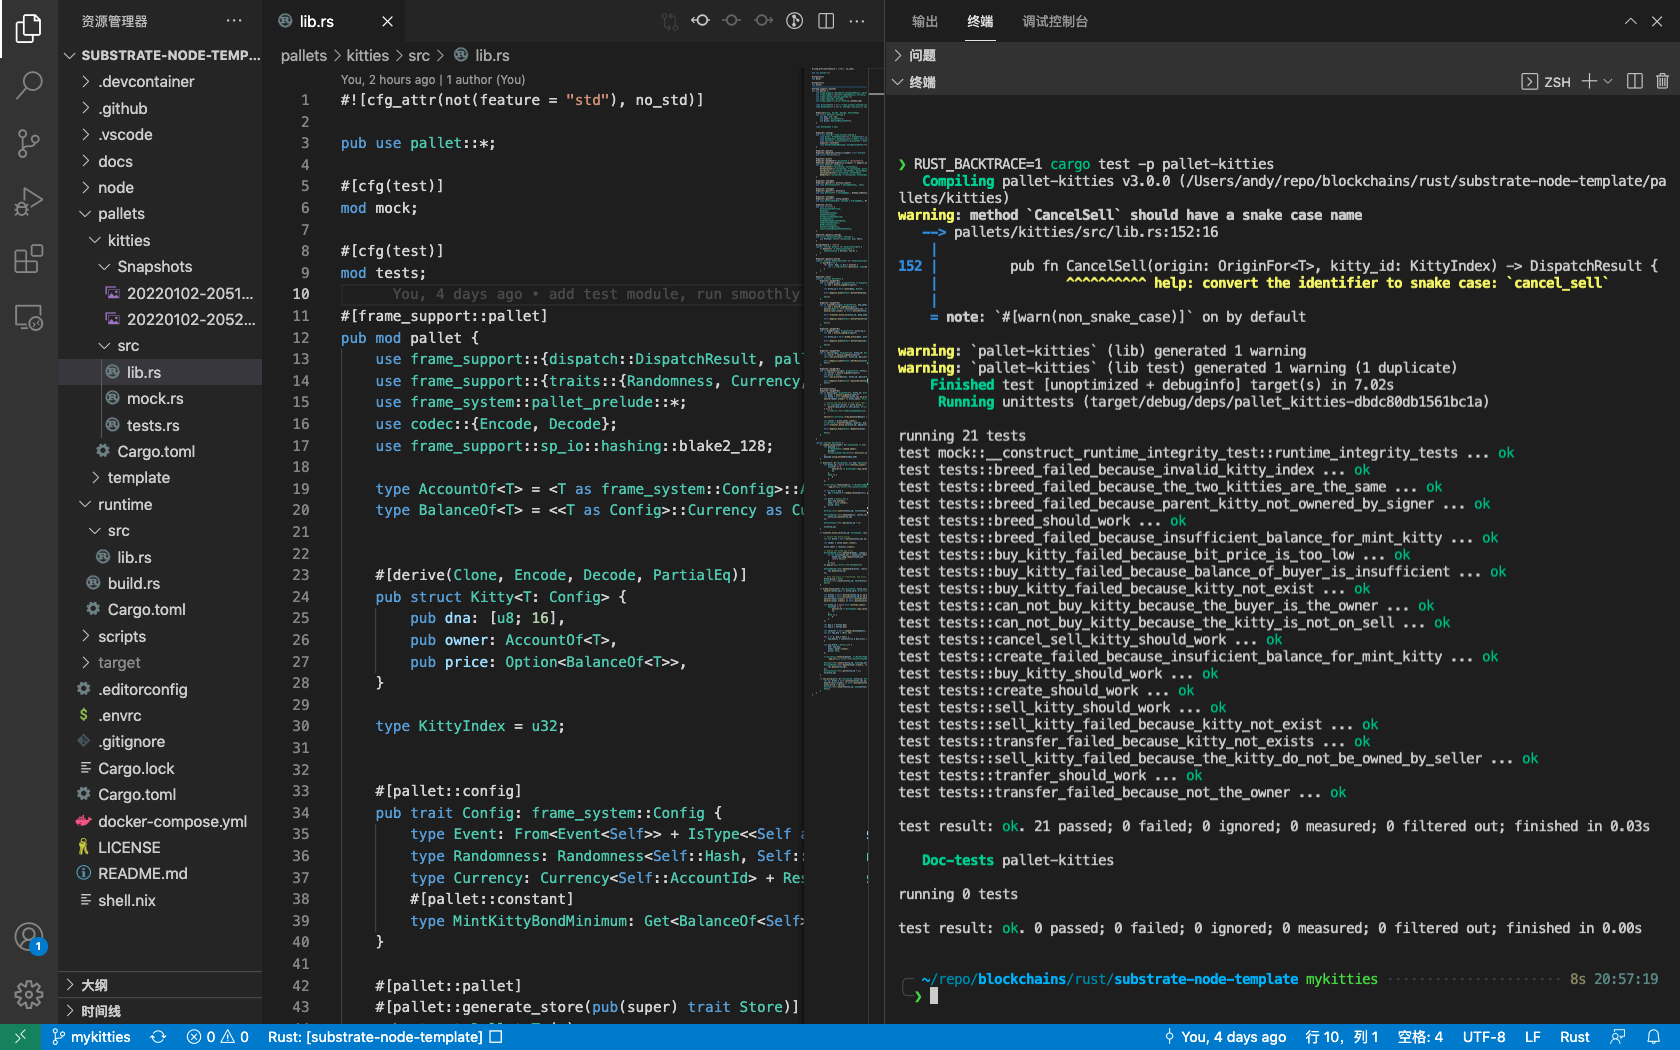 资源管理器
SUBSTRATE-NODE-TEMP...
.devcontainer
.github
.vscode
docs
node
pallets
kitties
Snapshots
20220102-2051...
20220102-2052...
src
lib.rs
mock.rs
tests.rs
Cargo.toml
template
runtime
src
lib.rs
build.rs
Cargo.toml
scripts
target
.editorconfig
.envrc
.gitignore
Cargo.lock
Cargo.toml
docker-compose.yml
LICENSE
README.md
shell.nix
大纲
时间线
1
lib.rs
pallets > kitties > src > lib.rs
You, 2 hours ago | 1 author (You)
1 #![cfg_attr(not(feature = "std"), no_std)]
2
3 pub use pallet::*;
4
5 #[cfg(test)]
6 mod mock;
7
8 #[cfg(test)]
9 mod tests;
10 You, 4 days ago • add test module, run smoothly
11 #[frame_support::pallet]
12 pub mod pallet {
13 use frame_support::{dispatch::DispatchResult, pall
14 use frame_support::{traits::{Randomness, Currency,
15 use frame_system::pallet_prelude::*;
16 use codec::{Encode, Decode};
17 use frame_support::sp_io::hashing::blake2_128;
18
19 type AccountOf<T> = <T as frame_system::Config>::A
20 type BalanceOf<T> = <<T as Config>::Currency as Cu
21
22
23 #[derive(Clone, Encode, Decode, PartialEq)]
24 pub struct Kitty<T: Config> {
25 pub dna: [u8; 16],
26 pub owner: AccountOf<T>,
27 pub price: Option<BalanceOf<T>>,
28 }
29
30 type KittyIndex = u32;
31
32
33 #[pallet::config]
34 pub trait Config: frame_system::Config {
35 type Event: From<Event<Self>> + IsType<<Self a
36 type Randomness: Randomness<Self::Hash, Self::
37 type Currency: Currency<Self::AccountId> + Res
38 #[pallet::constant]
39 type MintKittyBondMinimum: Get<BalanceOf<Self>
40 }
41
42 #[pallet::pallet]
43 #[pallet::generate_store(pub(super) trait Store)]
输出 终端 调试控制台
问题
终端
ZSH
❯ RUST_BACKTRACE=1 cargo test -p pallet-kitties
Compiling pallet-kitties v3.0.0 (/Users/andy/repo/blockchains/rust/substrate-node-template/pa
llets/kitties)
warning: method `CancelSell` should have a snake case name
--> pallets/kitties/src/lib.rs:152:16
|
152 | pub fn CancelSell(origin: OriginFor<T>, kitty_id: KittyIndex) -> DispatchResult {
| ^^^^^^^^^^ help: convert the identifier to snake case: `cancel_sell`
|
= note: `#[warn(non_snake_case)]` on by default
warning: `pallet-kitties` (lib) generated 1 warning
warning: `pallet-kitties` (lib test) generated 1 warning (1 duplicate)
Finished test [unoptimized + debuginfo] target(s) in 7.02s
Running unittests (target/debug/deps/pallet_kitties-dbdc80db1561bc1a)
running 21 tests
test mock::__construct_runtime_integrity_test::runtime_integrity_tests ... ok
test tests::breed_failed_because_invalid_kitty_index ... ok
test tests::breed_failed_because_the_two_kitties_are_the_same ... ok
test tests::breed_failed_because_parent_kitty_not_owned_by_signer ... ok
test tests::breed_should_work ... ok
test tests::breed_failed_because_insufficient_balance_for_mint_kitty ... ok
test tests::buy_kitty_failed_because_bit_price_is_too_low ... ok
test tests::buy_kitty_failed_because_balance_of_buyer_is_insufficient ... ok
test tests::buy_kitty_failed_because_kitty_not_exist ... ok
test tests::can_not_buy_kitty_because_the_buyer_is_the_owner ... ok
test tests::can_not_buy_kitty_because_the_kitty_is_not_on_sell ... ok
test tests::cancel_sell_kitty_should_work ... ok
test tests::create_failed_because_insuficient_balance_for_mint_kitty ... ok
test tests::buy_kitty_should_work ... ok
test tests::create_should_work ... ok
test tests::sell_kitty_should_work ... ok
test tests::sell_kitty_failed_because_kitty_not_exist ... ok
test tests::transfer_failed_because_kitty_not_exists ... ok
test tests::sell_kitty_failed_because_the_kitty_do_not_be_owned_by_seller ... ok
test tests::tranfer_should_work ... ok
test tests::transfer_failed_because_not_the_owner ... ok
test result: ok. 21 passed; 0 failed; 0 ignored; 0 measured; 0 filtered out; finished in 0.03s
Doc-tests pallet-kitties
running 0 tests
test result: ok. 0 passed; 0 failed; 0 ignored; 0 measured; 0 filtered out; finished in 0.00s
~/repo/blockchains/rust/substrate-node-template mykitties 8s 20:57:19
❯
mykitties 0 0 Rust: [substrate-node-template] You, 4 days ago 行 10，列 1 空格: 4 UTF-8 LF Rust